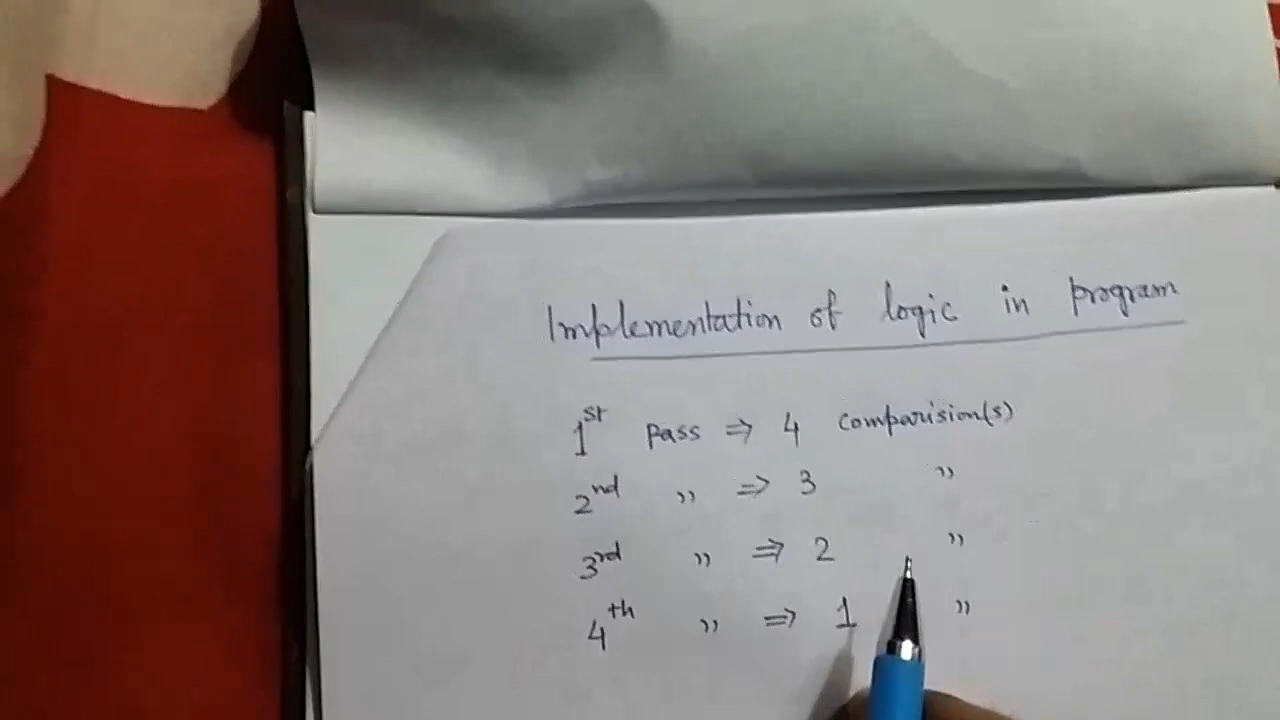 Implementation of logic in program
1st pass => 4 comparision(s)
2nd " => 3 "
3rd " => 2 "
4th " => 1 "